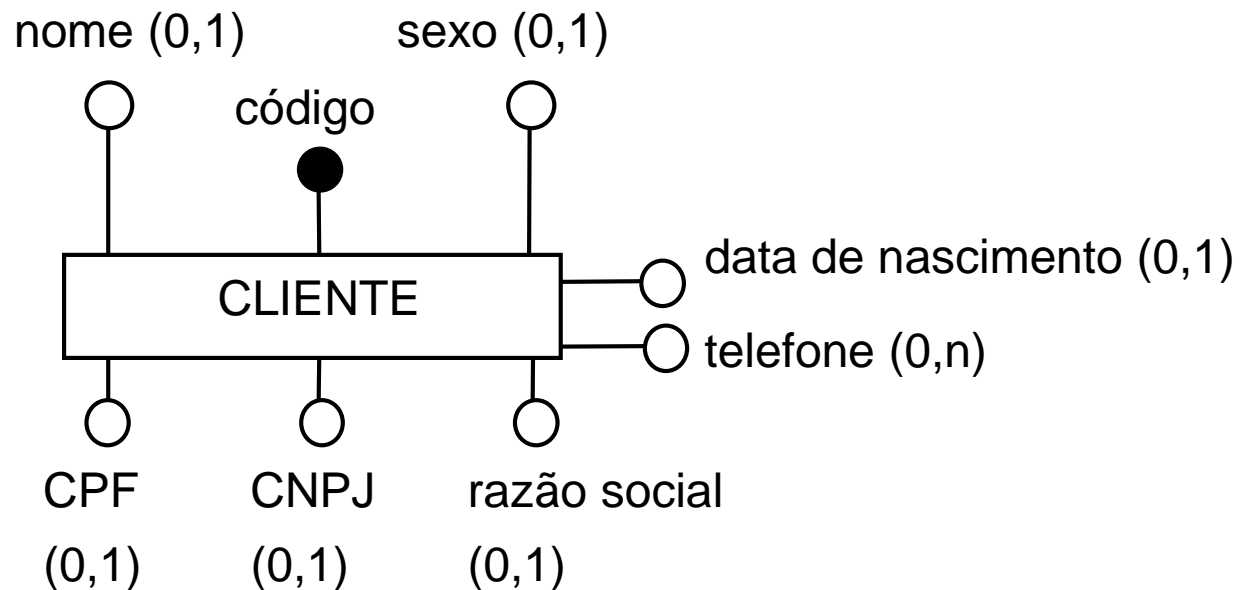 nome (0,1) sexo (0,1)
código
CLIENTE
data de nascimento (0,1)
telefone (0,n)
CPF CNPJ razão social
(0,1) (0,1) (0,1)